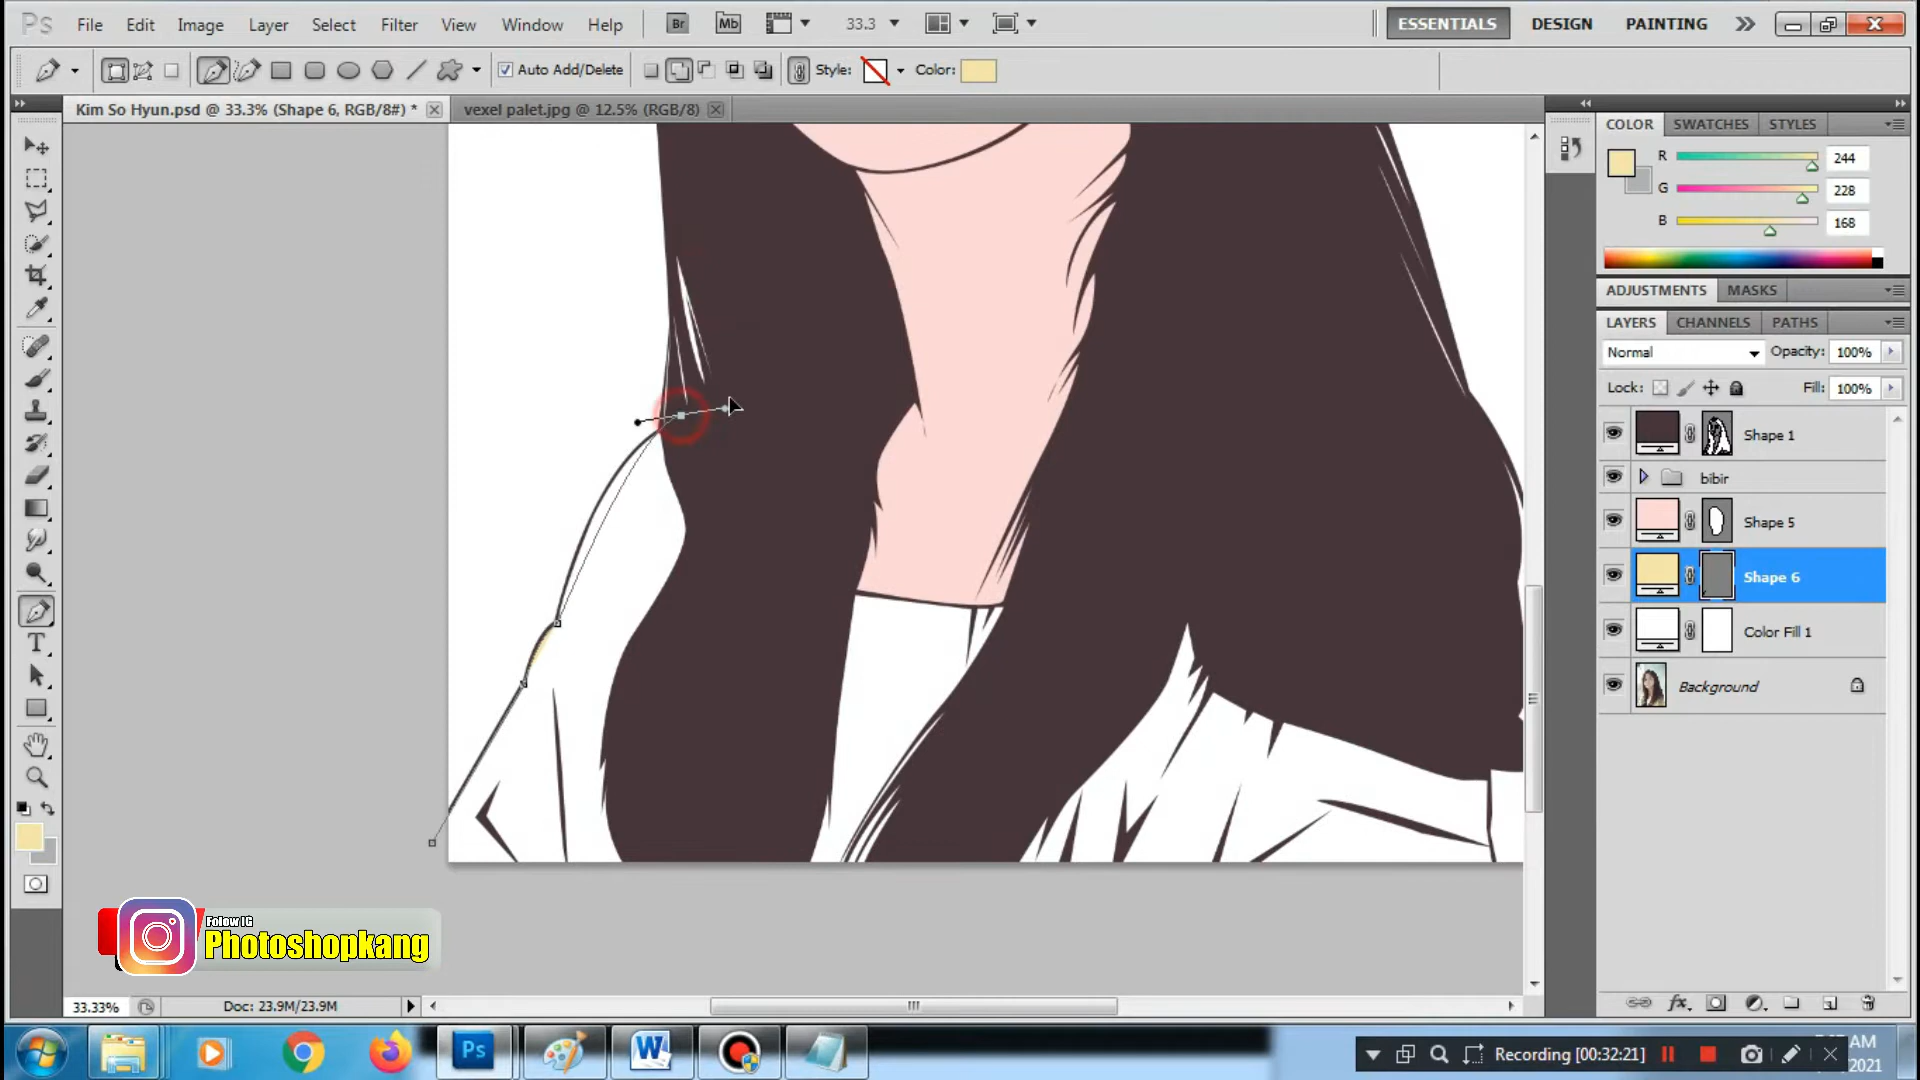 Ps File Edit Image Layer Select Filter Analysis View Window Help Br Mb 33.3 ESSENTIALS DESIGN PAINTING
Auto Add/Delete Style: Color:
Kim So Hyun.psd @ 33.3% (Shape 6, RGB/8#) * vexel palet.jpg @ 12.5% (RGB/8)
COLOR SWATCHES STYLES
R 244
G 228
B 168
ADJUSTMENTS MASKS
LAYERS CHANNELS PATHS
Normal Opacity: 100%
Lock: Fill: 100%
Shape 1
bibir
Shape 5
Shape 6
Color Fill 1
Background
T
Folow IG
Photoshopkang
33.33% Doc: 23.9M/23.9M
Ps W Recording [00:32:21]
AM